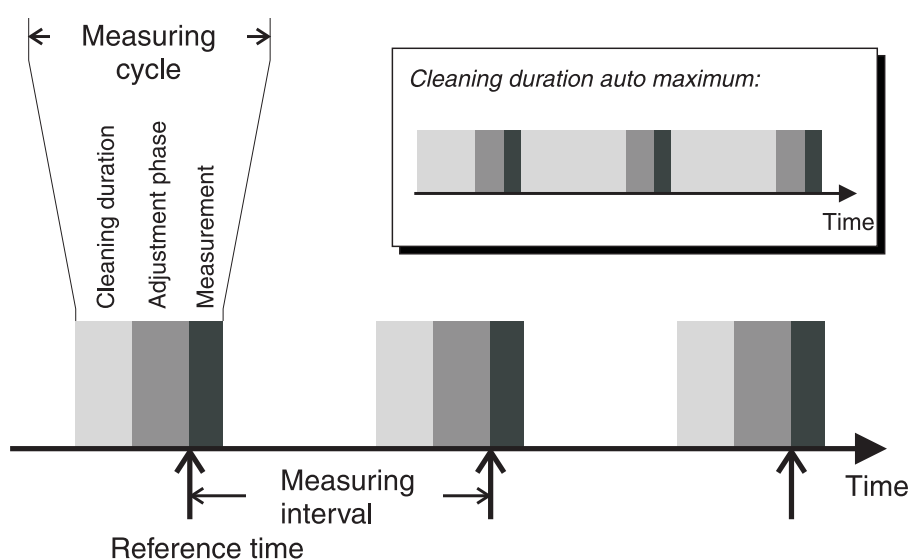 Measuring
cycle
Cleaning duration
Adjustment phase
Measurement
Cleaning duration auto maximum:
Time
Measuring
interval
Time
Reference time